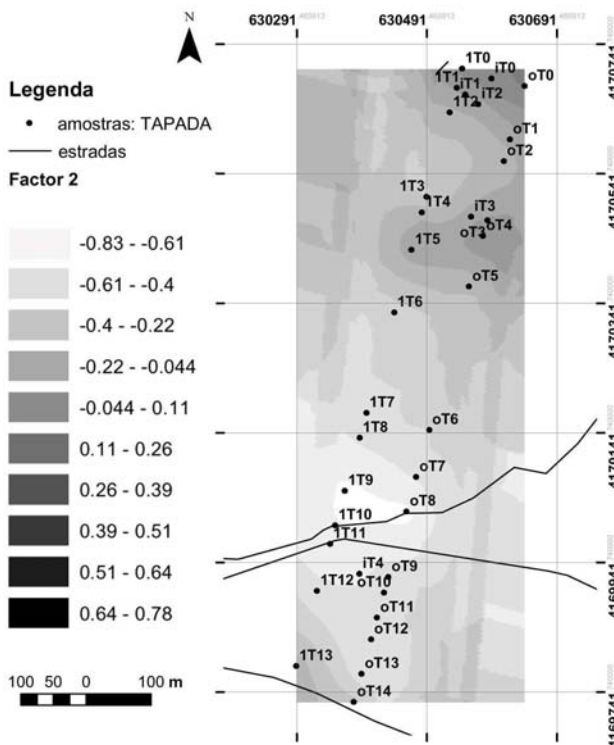 630291
630491
630691
N
4170741
4170541
4170341
4170141
4169941
4169741
Legenda
amostras: TAPADA
estradas
Factor 2
-0.83 - -0.61
-0.61 - -0.4
-0.4 - -0.22
-0.22 - -0.044
-0.044 - 0.11
0.11 - 0.26
0.26 - 0.39
0.39 - 0.51
0.51 - 0.64
0.64 - 0.78
100 50 0 100 m
1T0
iT0
oT0
1T1
iT1
iT2
1T2
oT1
oT2
1T3
1T4
iT3
oT3
oT4
1T5
oT5
1T6
1T7
oT6
1T8
oT7
1T9
oT8
1T10
1T11
iT4
oT9
1T12
oT10
oT11
oT12
1T13
oT13
oT14